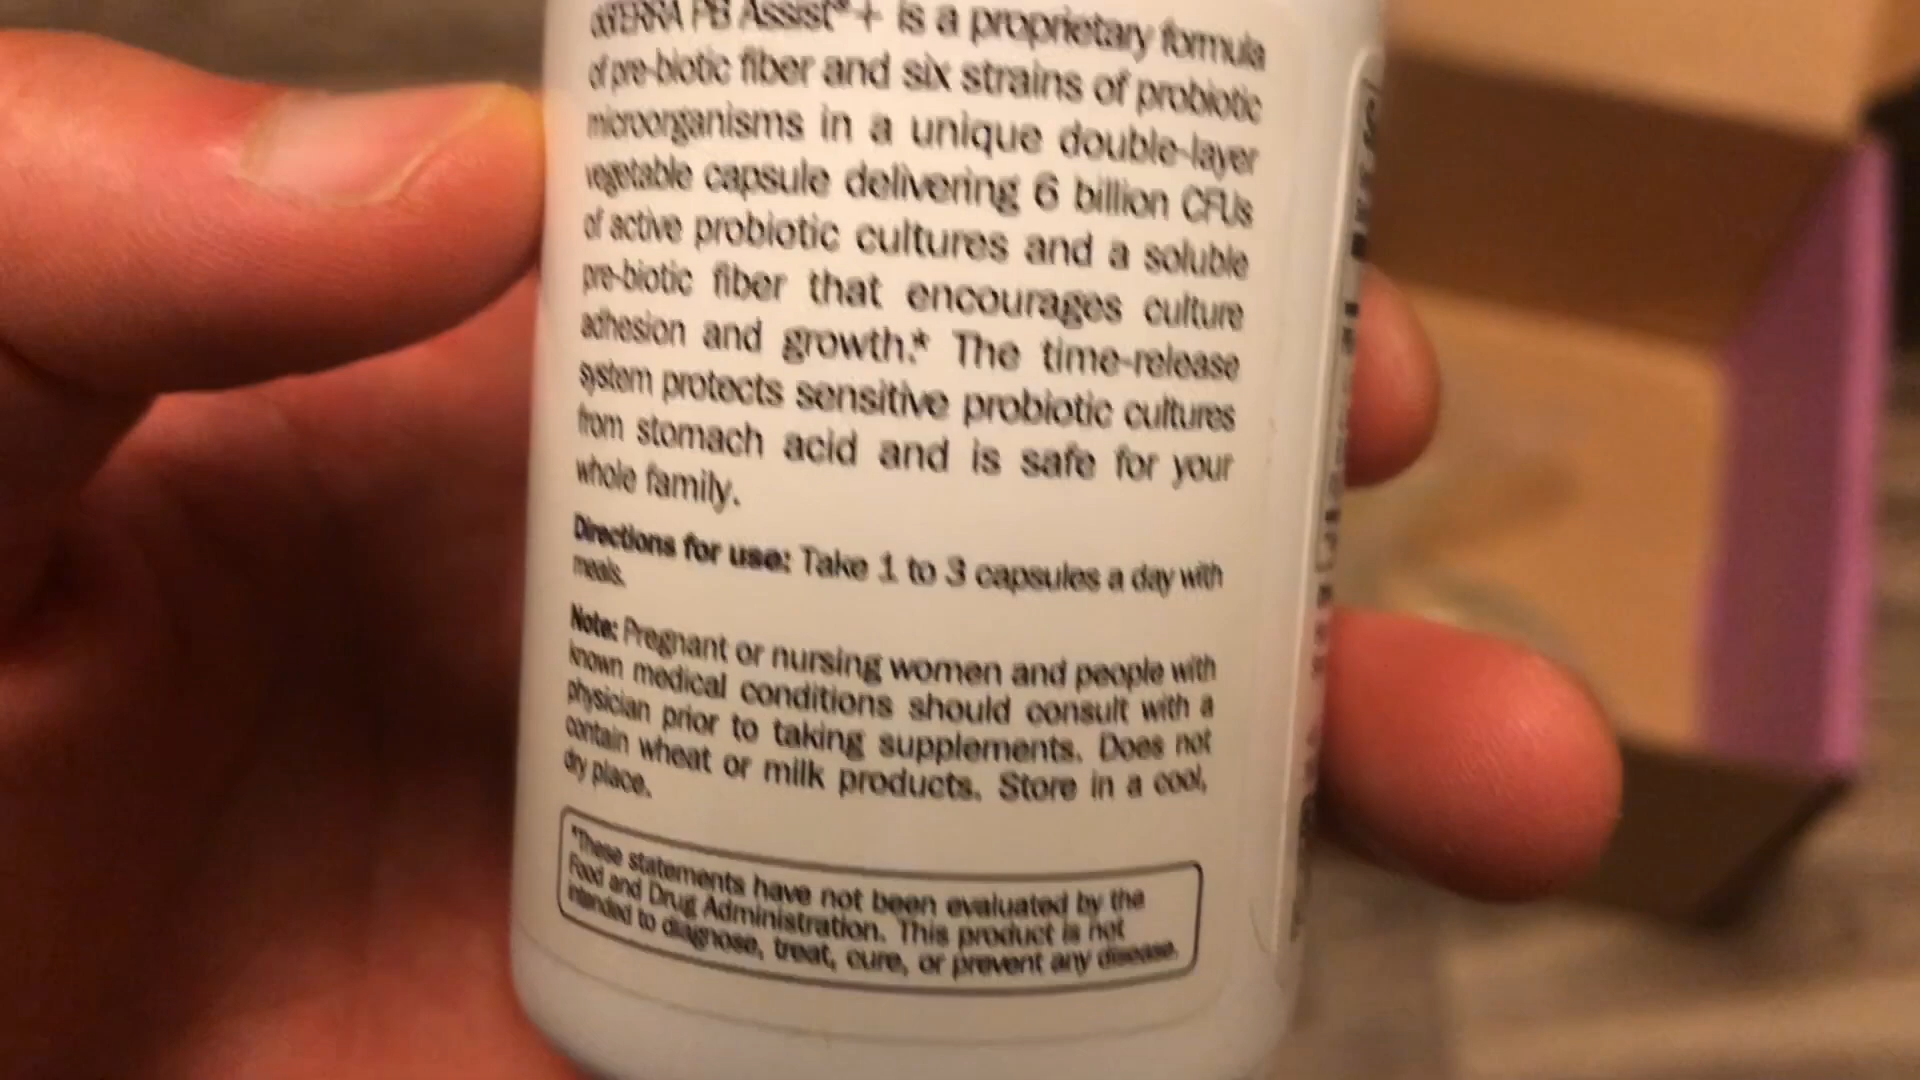 doTERRA PB Assist®+ is a proprietary formula
of pre-biotic fiber and six strains of probiotic
microorganisms in a unique double-layer
vegetable capsule delivering 6 billion CFUs
of active probiotic cultures and a soluble
pre-biotic fiber that encourages culture
adhesion and growth.* The time-release
system protects sensitive probiotic cultures
from stomach acid and is safe for your
whole family.
Directions for use: Take 1 to 3 capsules a day with
meals.
Note: Pregnant or nursing women and people with
known medical conditions should consult with a
physician prior to taking supplements. Does not
contain wheat or milk products. Store in a cool,
dry place.
*These statements have not been evaluated by the
Food and Drug Administration. This product is not
intended to diagnose, treat, cure, or prevent any disease.